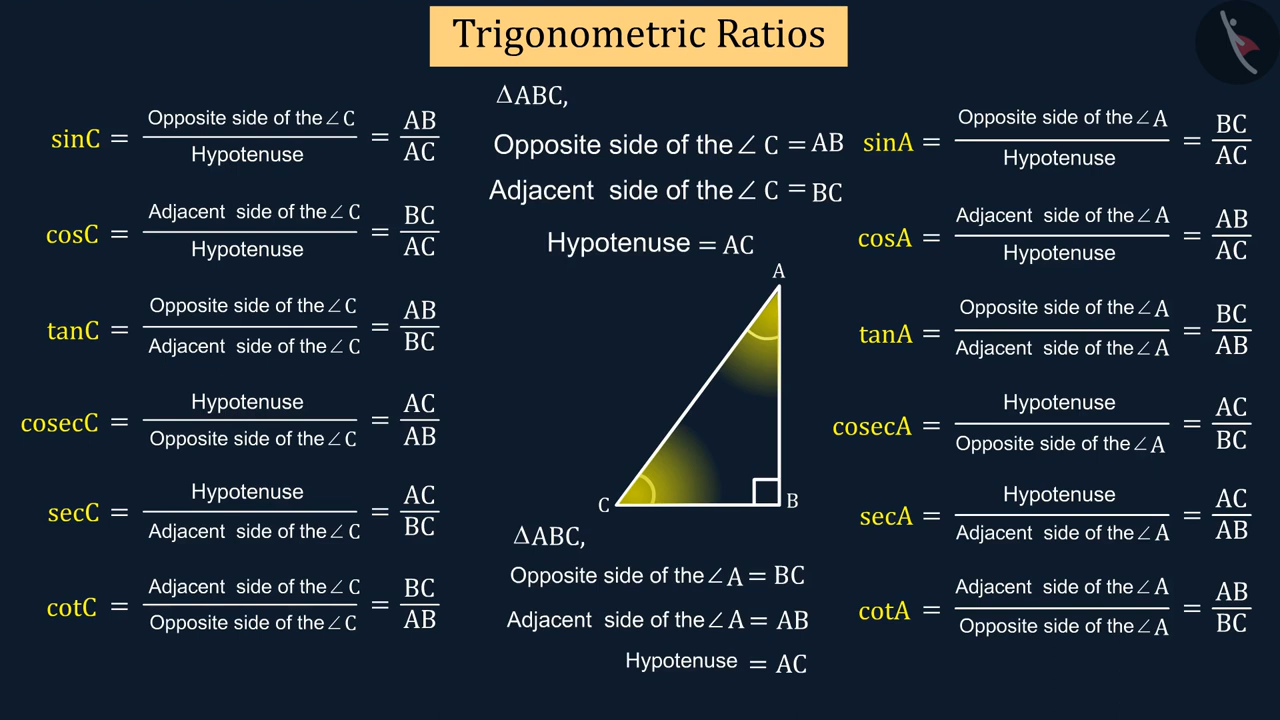 Trigonometric Ratios
sinC = Opposite side of the ∠ C / Hypotenuse = AB / AC
cosC = Adjacent side of the ∠ C / Hypotenuse = BC / AC
tanC = Opposite side of the ∠ C / Adjacent side of the ∠ C = AB / BC
cosecC = Hypotenuse / Opposite side of the ∠ C = AC / AB
secC = Hypotenuse / Adjacent side of the ∠ C = AC / BC
cotC = Adjacent side of the ∠ C / Opposite side of the ∠ C = BC / AB
ΔABC,
Opposite side of the ∠ C = AB
Adjacent side of the ∠ C = BC
Hypotenuse = AC
A
C
B
ΔABC,
Opposite side of the ∠ A = BC
Adjacent side of the ∠ A = AB
Hypotenuse = AC
sinA = Opposite side of the ∠ A / Hypotenuse = BC / AC
cosA = Adjacent side of the ∠ A / Hypotenuse = AB / AC
tanA = Opposite side of the ∠ A / Adjacent side of the ∠ A = BC / AB
cosecA = Hypotenuse / Opposite side of the ∠ A = AC / BC
secA = Hypotenuse / Adjacent side of the ∠ A = AC / AB
cotA = Adjacent side of the ∠ A / Opposite side of the ∠ A = AB / BC